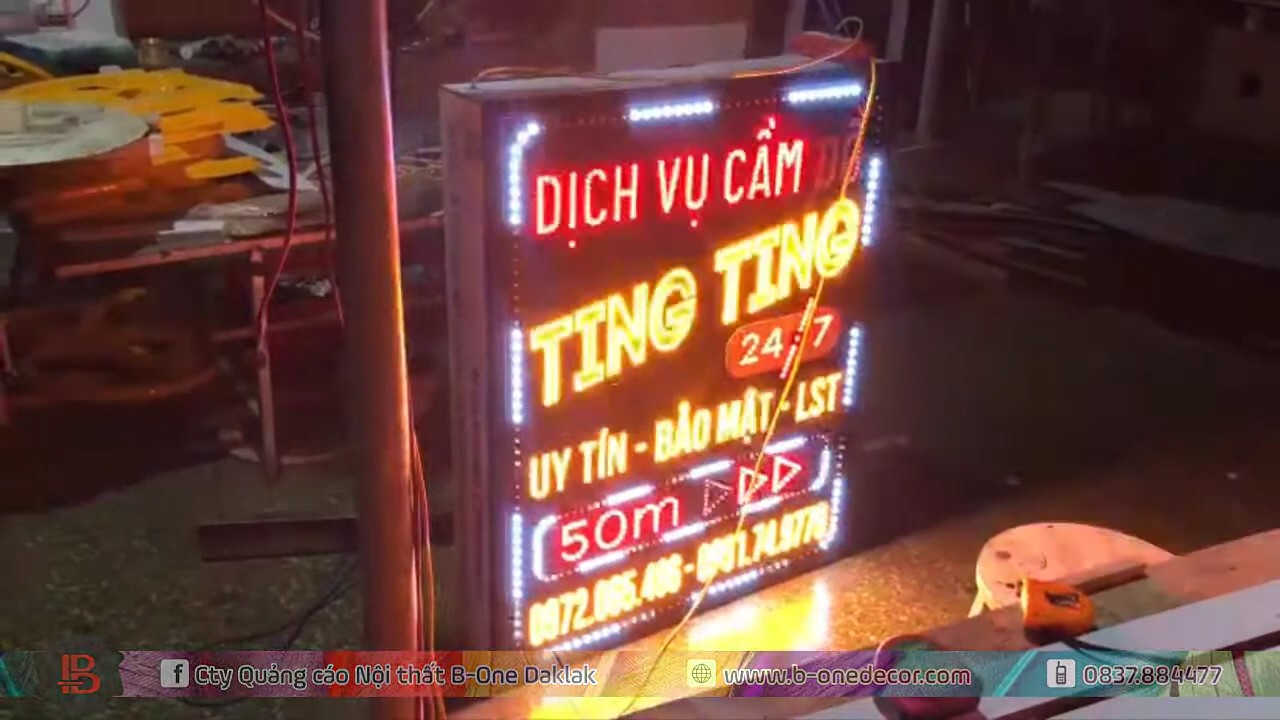 DỊCH VỤ CẦM
TING TING
24/7
UY TÍN - BẢO MẬT - LST
50m
Cty Quảng cáo Nội thất B-One Daklak
www.b-onedecor.com
0837.884477